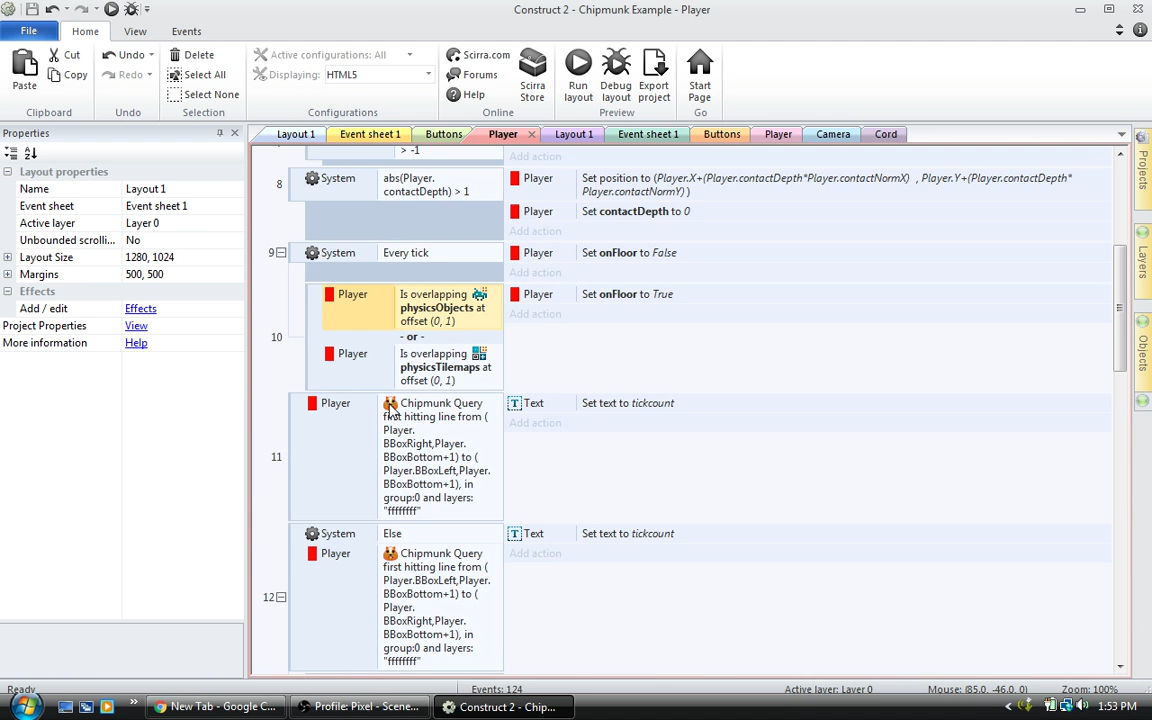 Construct 2 - Chipmunk Example - Player
File Home View Events
Paste Cut Copy Undo Redo Delete Select All Select None Active configurations: All Displaying: HTML5 Scirra.com Forums Help Scirra Store Run layout Debug layout Export project Start Page
Clipboard Undo Selection Configurations Online Preview Go
Properties
Layout properties
Name Layout 1
Event sheet Event sheet 1
Active layer Layer 0
Unbounded scrolli... No
Layout Size 1280, 1024
Margins 500, 500
Effects
Add / edit Effects
Project Properties View
More information Help
Layout 1 Event sheet 1 Buttons Player Layout 1 Event sheet 1 Buttons Player Camera Cord
> -1 Add action
8 System abs(Player.
contactDepth) > 1
Player Set position to (Player.X+(Player.contactDepth*Player.contactNormX) , Player.Y+(Player.contactDepth*
Player.contactNormY) )
Player Set contactDepth to 0
Add action
9 System Every tick Player Set onFloor to False
Add action
10 Player Is overlapping
physicsObjects at
offset (0, 1)
- or -
Player Is overlapping
physicsTilemaps at
offset (0, 1)
Player Set onFloor to True
Add action
11 Player Chipmunk Query
first hitting line from (
Player.
BBoxRight,Player.
BBoxBottom+1) to (
Player.BBoxLeft,Player.
BBoxBottom+1), in
group:0 and layers:
"ffffffff"
Text Set text to tickcount
Add action
12 System Else
Player Chipmunk Query
first hitting line from (
Player.BBoxLeft,Player.
BBoxBottom+1) to (
Player.
BBoxRight,Player.
BBoxBottom+1), in
group:0 and layers:
"ffffffff"
Text Set text to tickcount
Add action
Projects
Layers
Objects
Ready Events: 124 Active layer: Layer 0 Mouse: (85.0, -46.0, 0) Zoom: 100%
New Tab - Google C... Profile: Pixel - Scene... Construct 2 - Chip... 1:53 PM